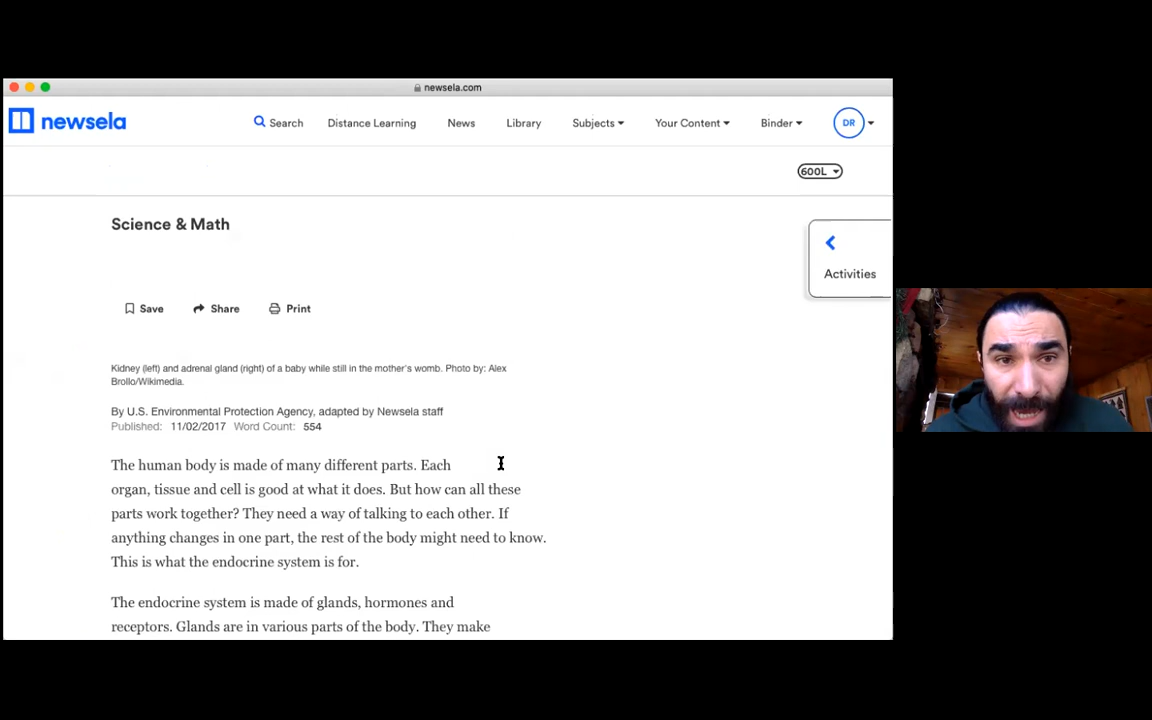 newsela.com
newsela
Search Distance Learning News Library Subjects Your Content Binder DR
600L
Science & Math
Activities
Save Share Print
Kidney (left) and adrenal gland (right) of a baby while still in the mother's womb. Photo by: Alex
Brollo/Wikimedia.
By U.S. Environmental Protection Agency, adapted by Newsela staff
Published: 11/02/2017 Word Count: 554
The human body is made of many different parts. Each
organ, tissue and cell is good at what it does. But how can all these
parts work together? They need a way of talking to each other. If
anything changes in one part, the rest of the body might need to know.
This is what the endocrine system is for.
The endocrine system is made of glands, hormones and
receptors. Glands are in various parts of the body. They make